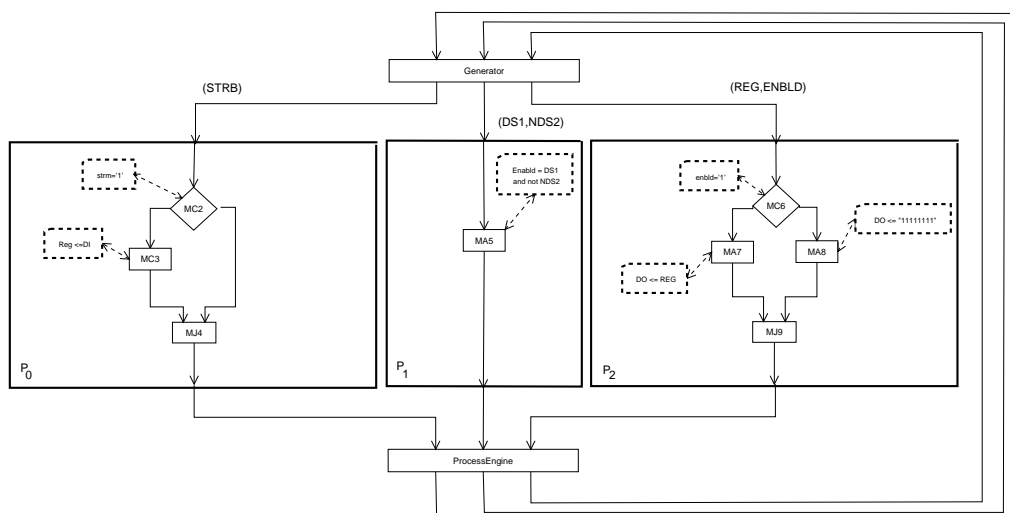 Generator
(STRB)
(REG,ENBLD)
(DS1,NDS2)
strm='1'
MC2
Reg <=DI
MC3
MJ4
P0
Enabld = DS1
and not NDS2
MA5
P1
enbld='1'
MC6
DO <= "11111111"
MA7
MA8
DO <= REG
MJ9
P2
ProcessEngine